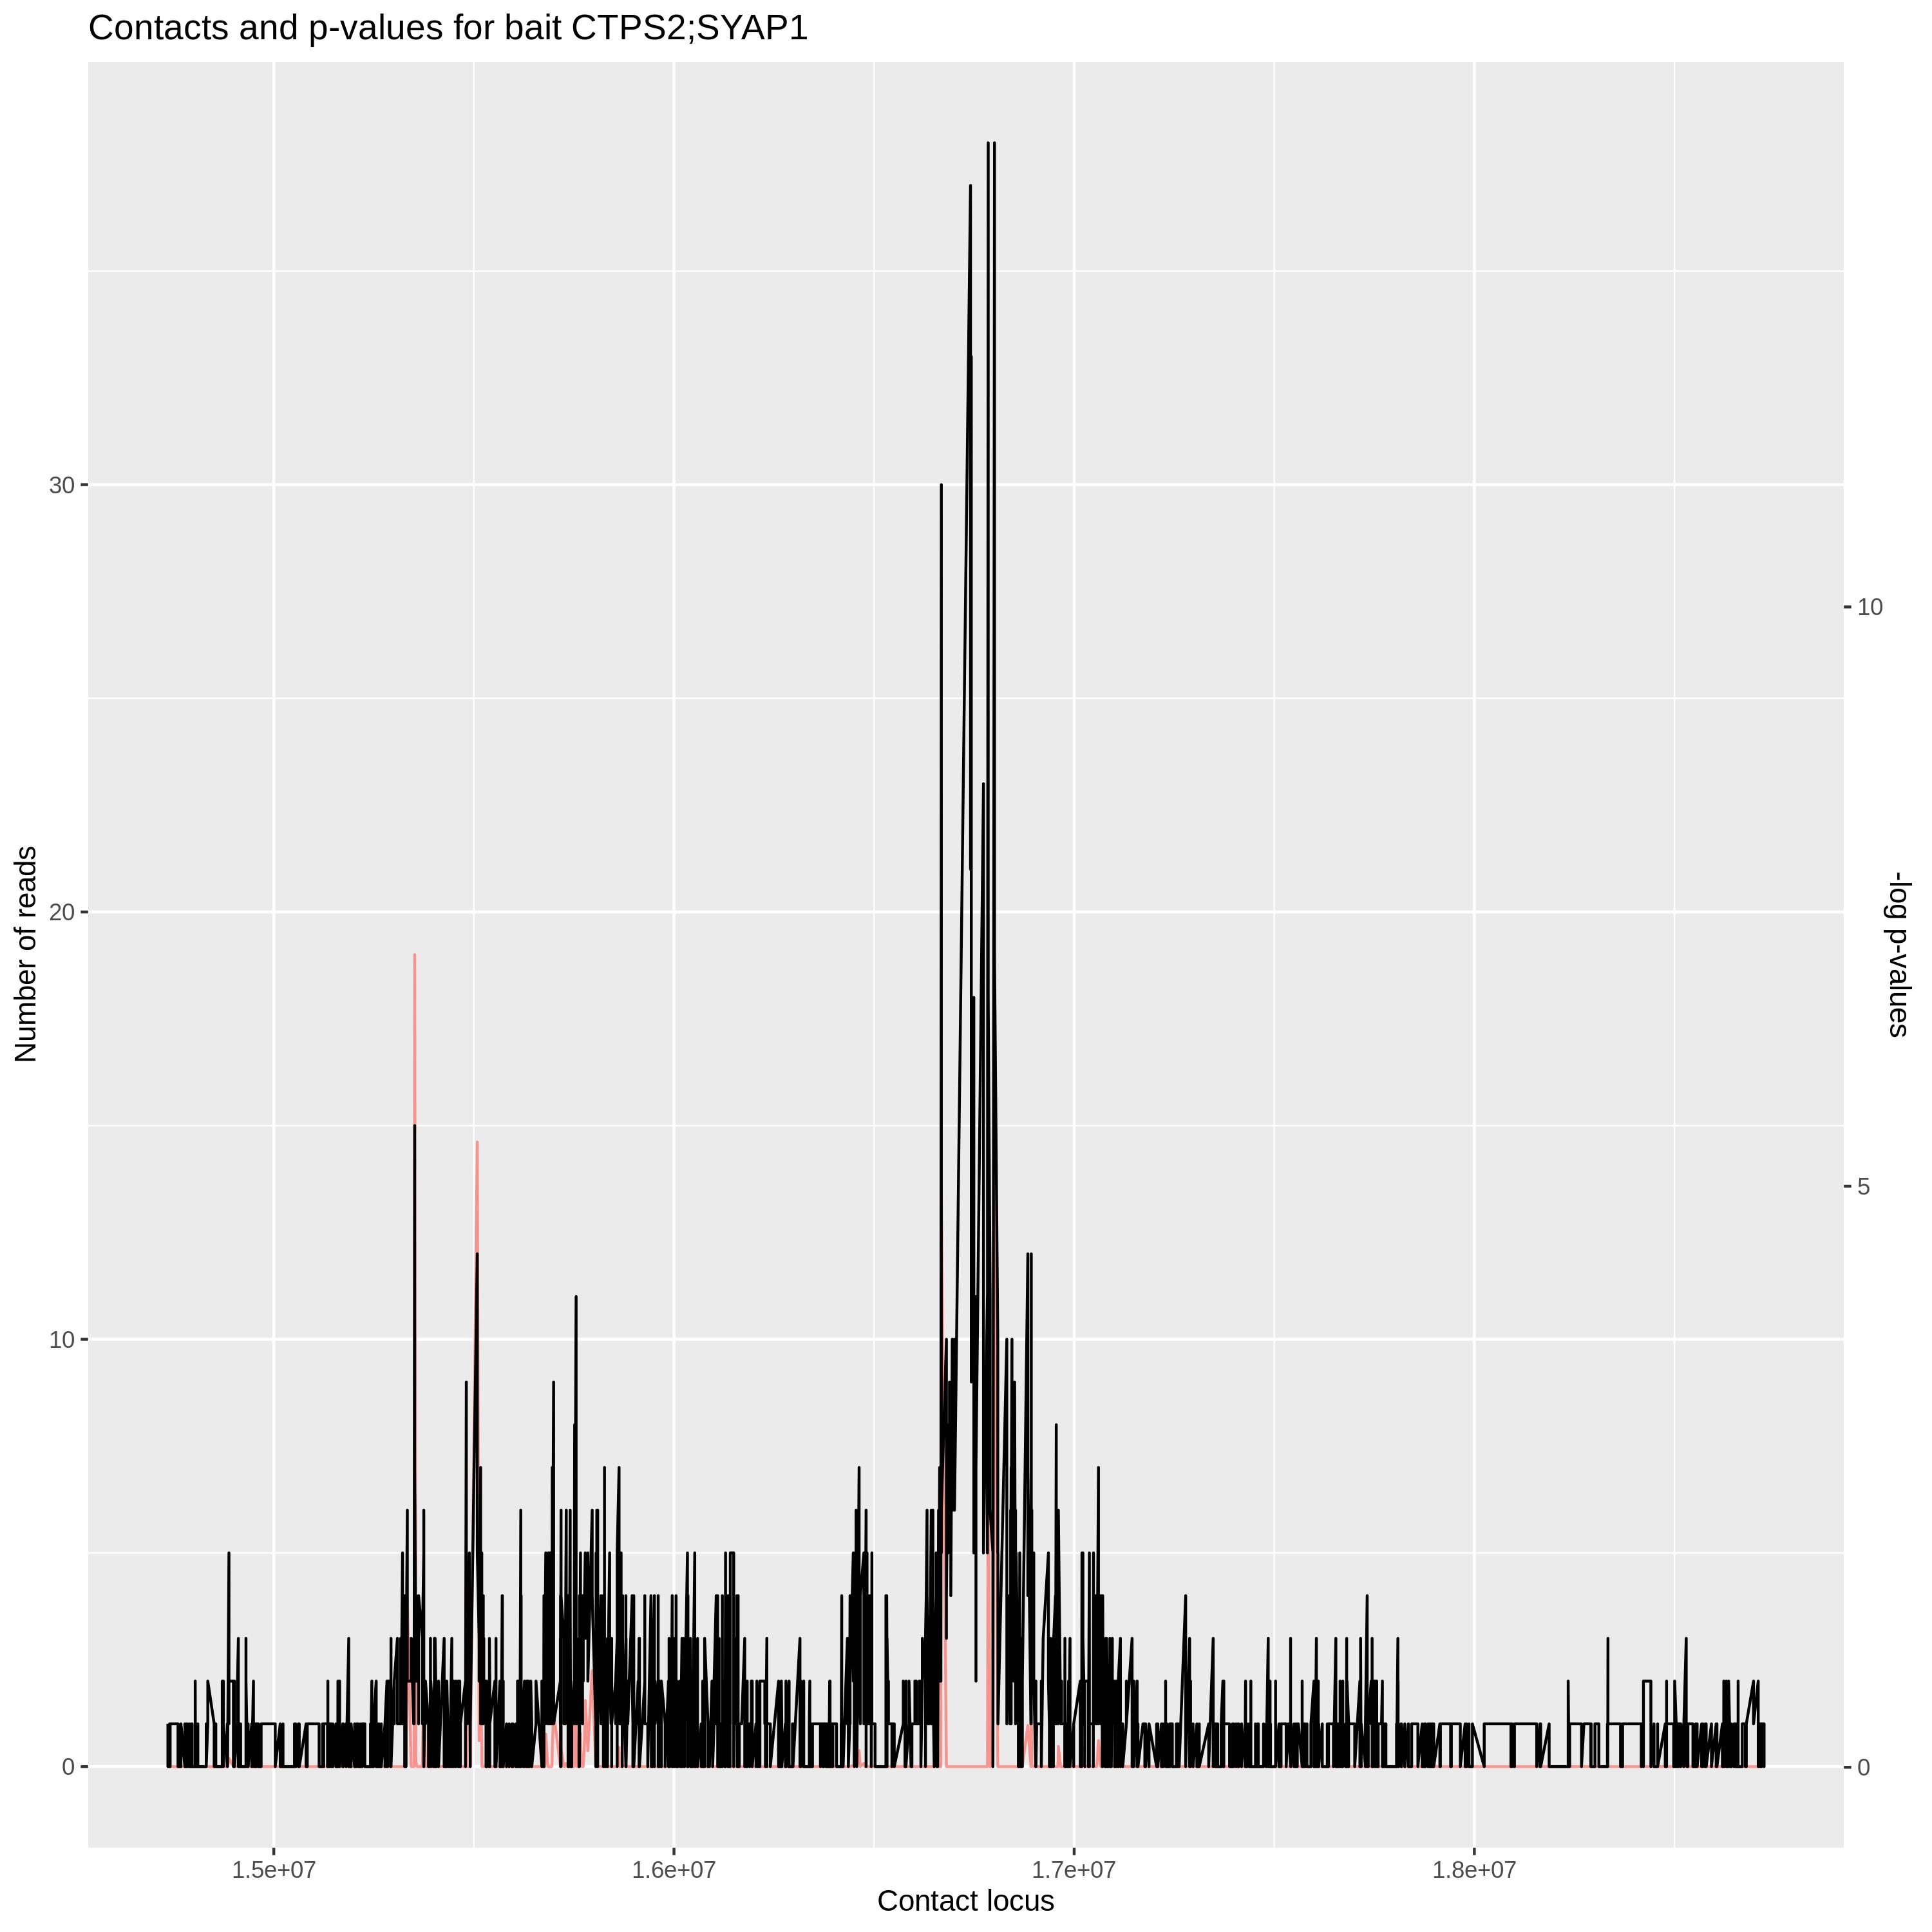 Contacts and p-values for bait CTPS2;SYAP1
Number of reads
30
20
10
0
10
5
0
-log p-values
1.5e+07
1.6e+07
1.7e+07
1.8e+07
Contact locus